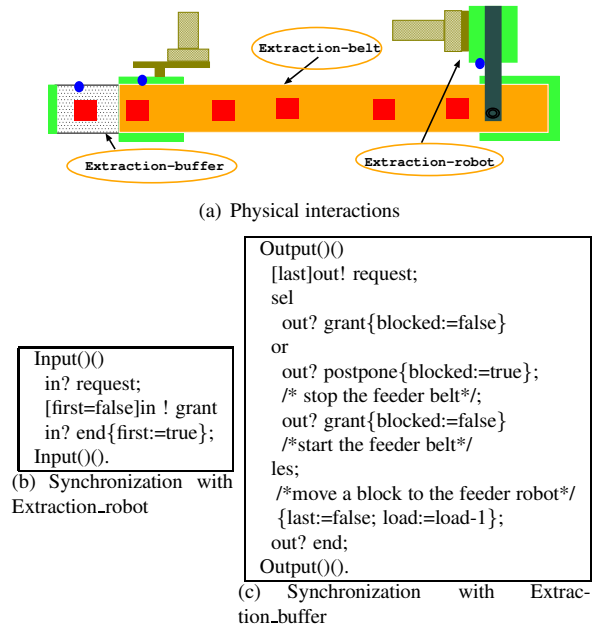 Extraction-belt
Extraction-buffer
Extraction-robot
(a) Physical interactions
Input()()
in? request;
[first=false]in ! grant
in? end{first:=true};
Input()().
(b) Synchronization with
Extraction_robot
Output()()
[last]out! request;
sel
out? grant{blocked:=false}
or
out? postpone{blocked:=true};
/* stop the feeder belt*/;
out? grant{blocked:=false}
/*start the feeder belt*/
les;
/*move a block to the feeder robot*/
{last:=false; load:=load-1};
out? end;
Output()().
(c) Synchronization with Extrac-
tion_buffer